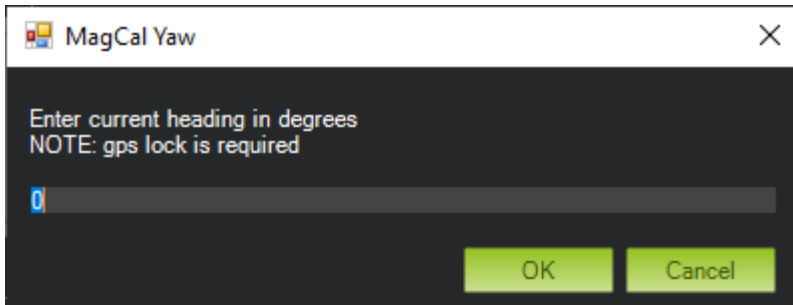 MagCal Yaw
Enter current heading in degrees
NOTE: gps lock is required
0
OK
Cancel